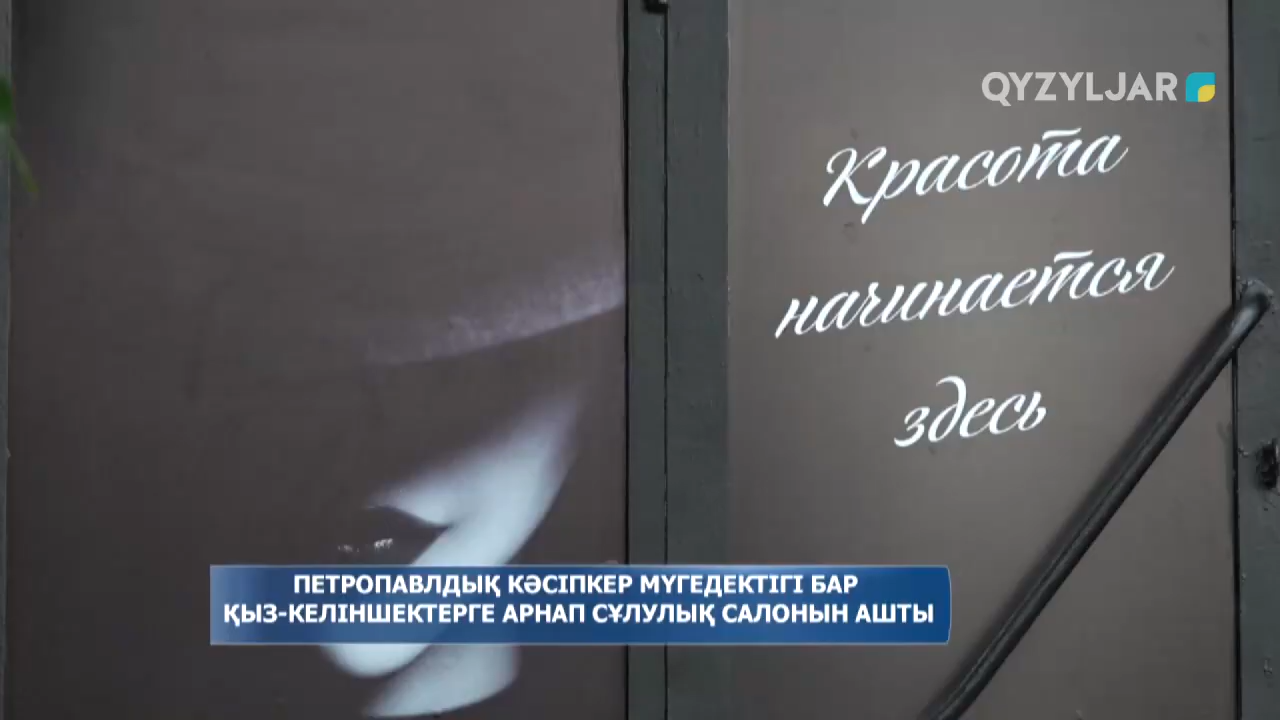 QYZYLJAR
Красота
начинается
здесь
ПЕТРОПАВЛДЫҚ КӘСІПКЕР МҮГЕДЕКТІГІ БАР
ҚЫЗ-КЕЛІНШЕКТЕРГЕ АРНАП СҰЛУЛЫҚ САЛОНЫН АШТЫ